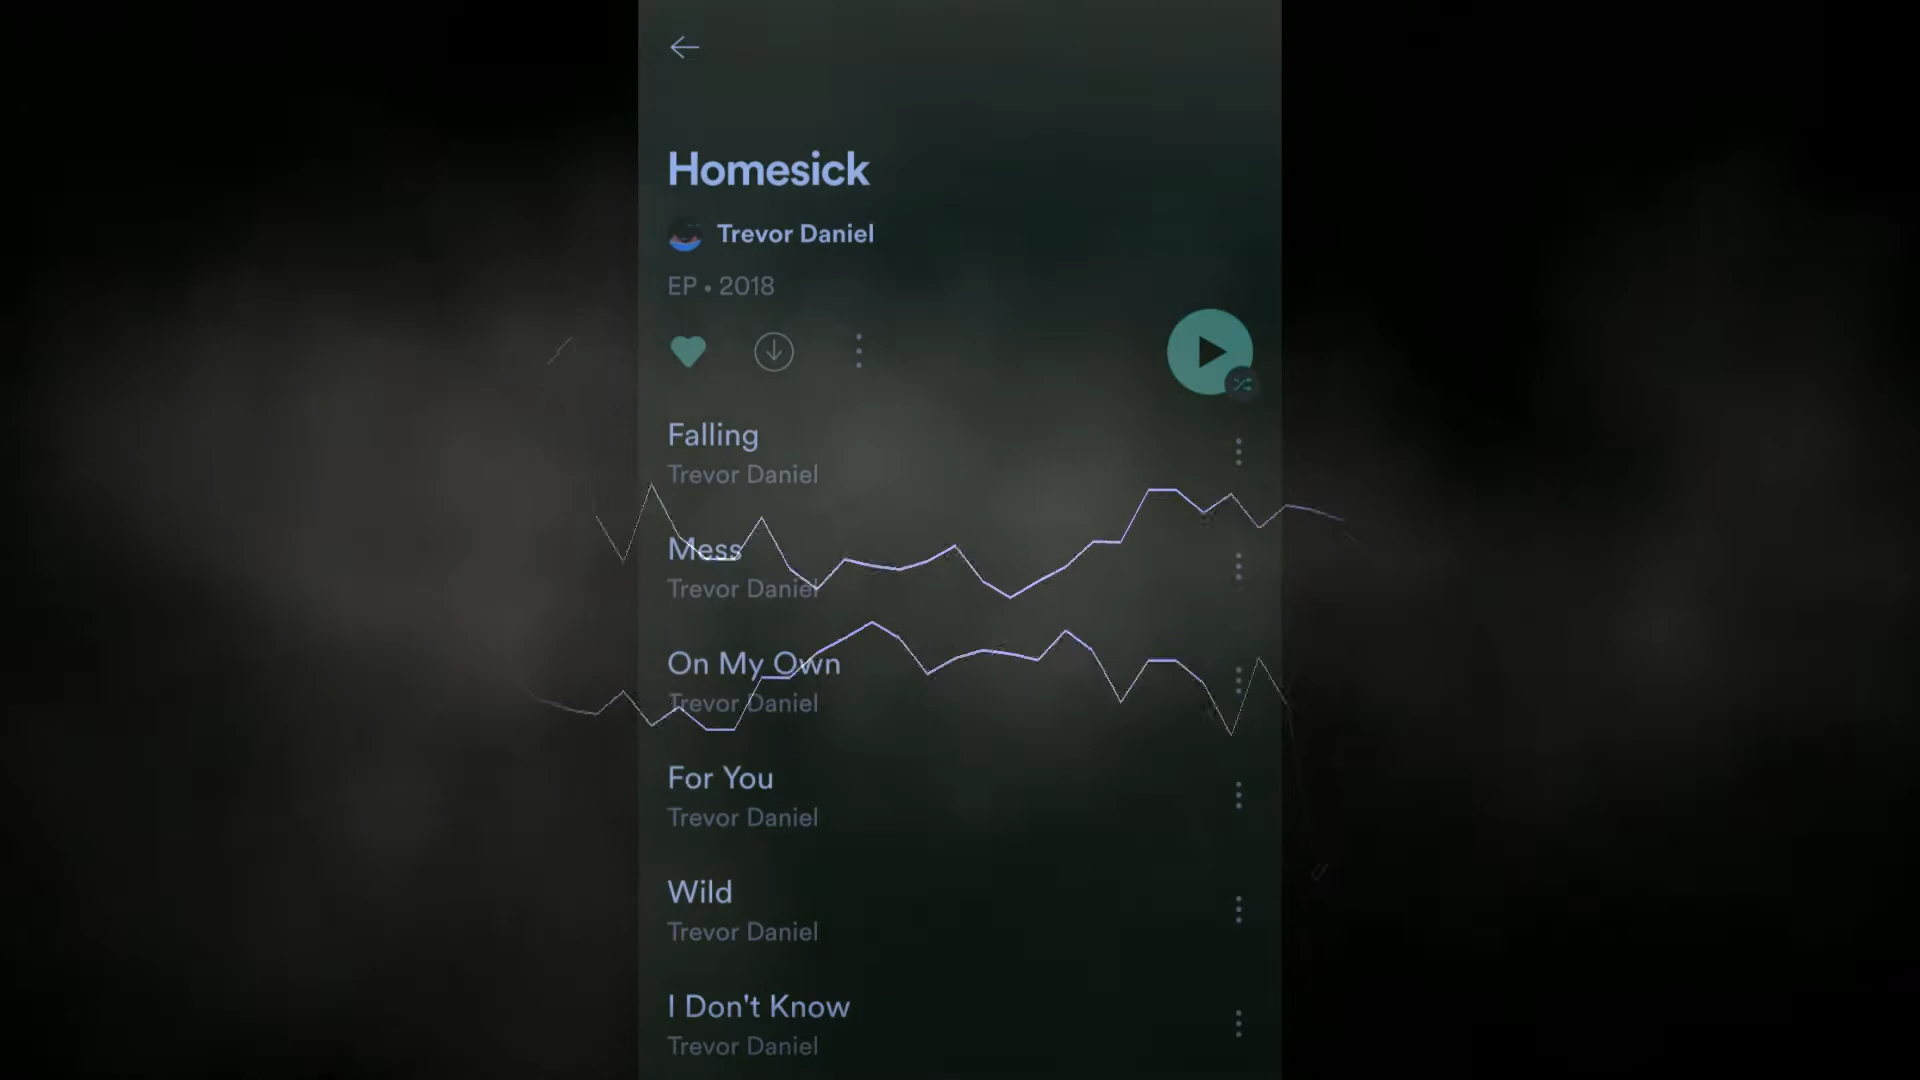 Homesick
Trevor Daniel
EP • 2018
Falling
Trevor Daniel
Mess
Trevor Daniel
On My Own
Trevor Daniel
For You
Trevor Daniel
Wild
Trevor Daniel
I Don't Know
Trevor Daniel